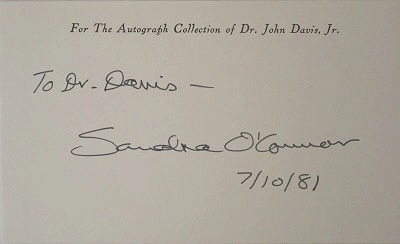 For The Autograph Collection of Dr. John Davis, Jr.
To Dr. Davis —
Sandra O'Connor
7/10/81